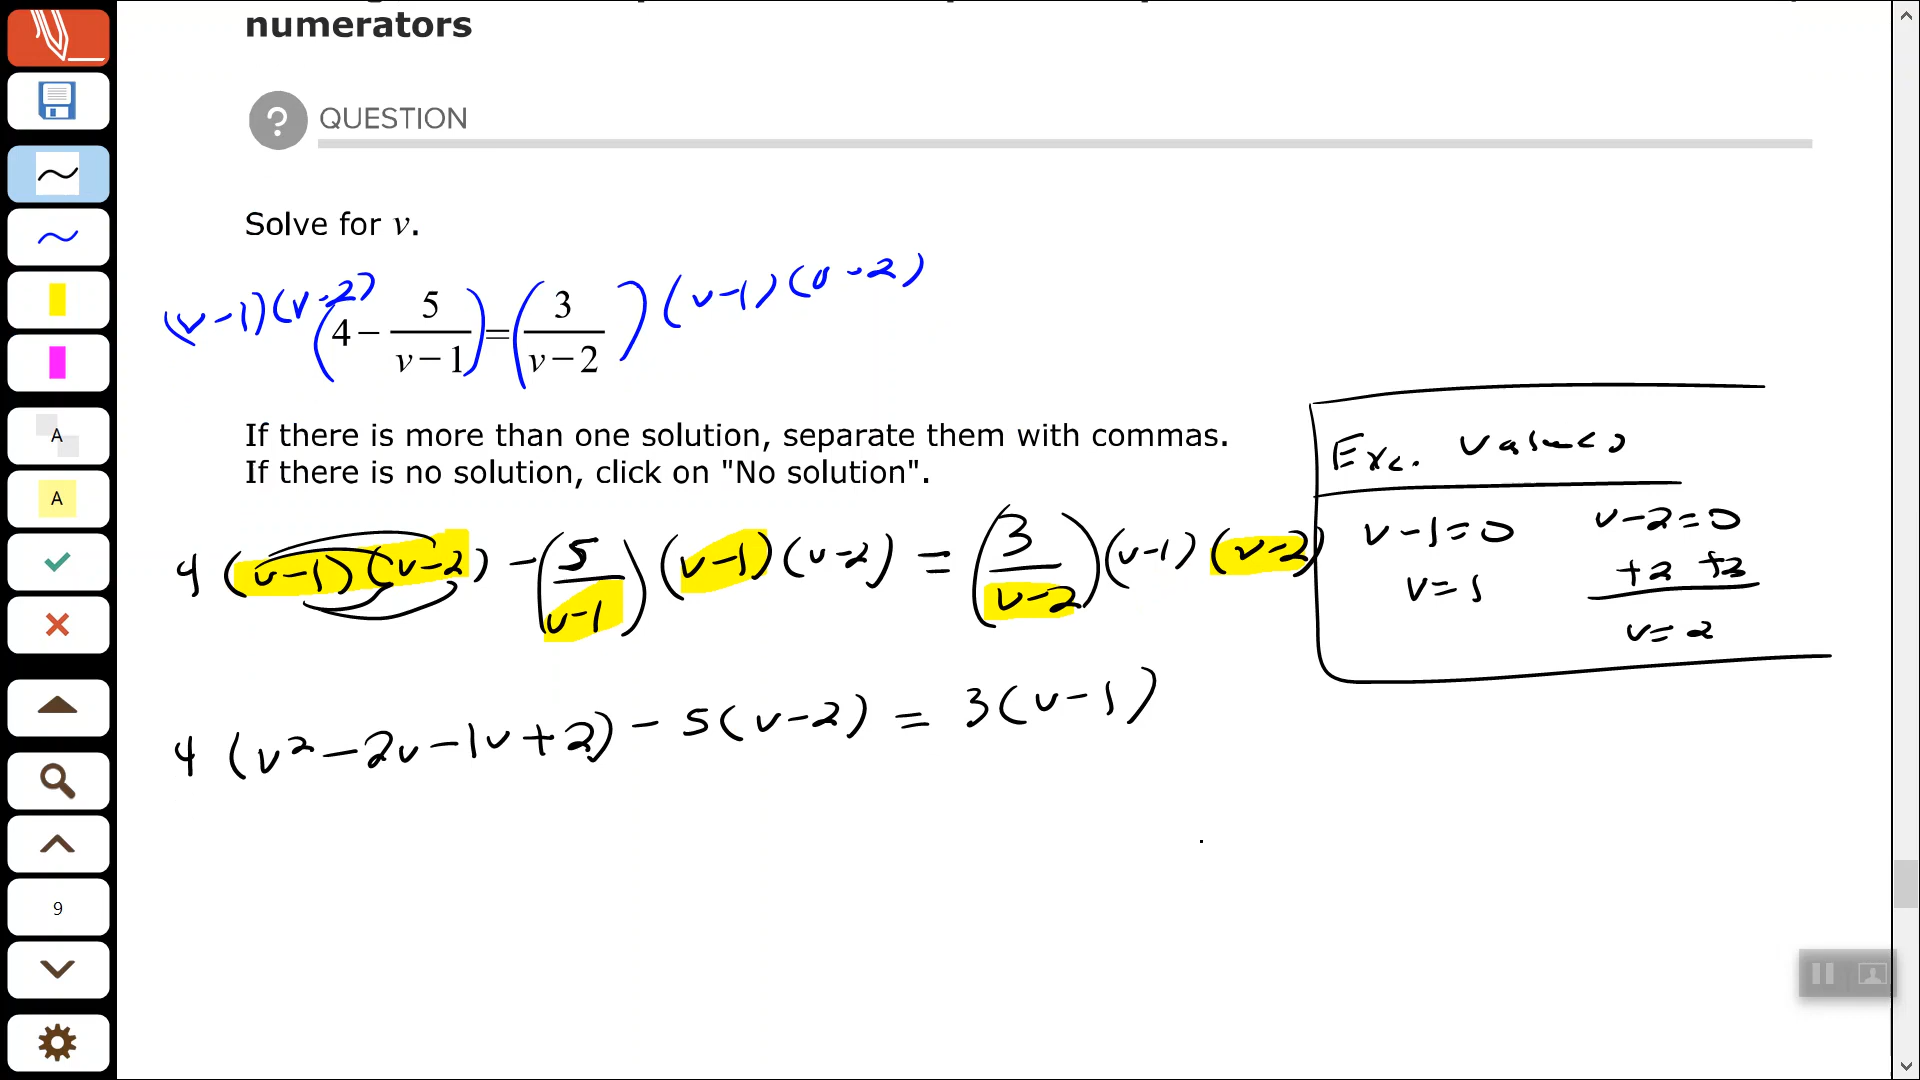 numerators
? QUESTION
Solve for v.
(v-1)(v-2) (4 - 5/(v-1)) = (3/(v-2)) (v-1)(v-2)
If there is more than one solution, separate them with commas.
If there is no solution, click on "No solution".
4 (v-1)(v-2) - (5/(v-1)) (v-1)(v-2) = (3/(v-2)) (v-1)(v-2)
4 (v² - 2v - 1v + 2) - 5(v-2) = 3(v-1)
Exc. values
v-1=0 v-2=0
+2 +2
v=1
v=2
A
A
9